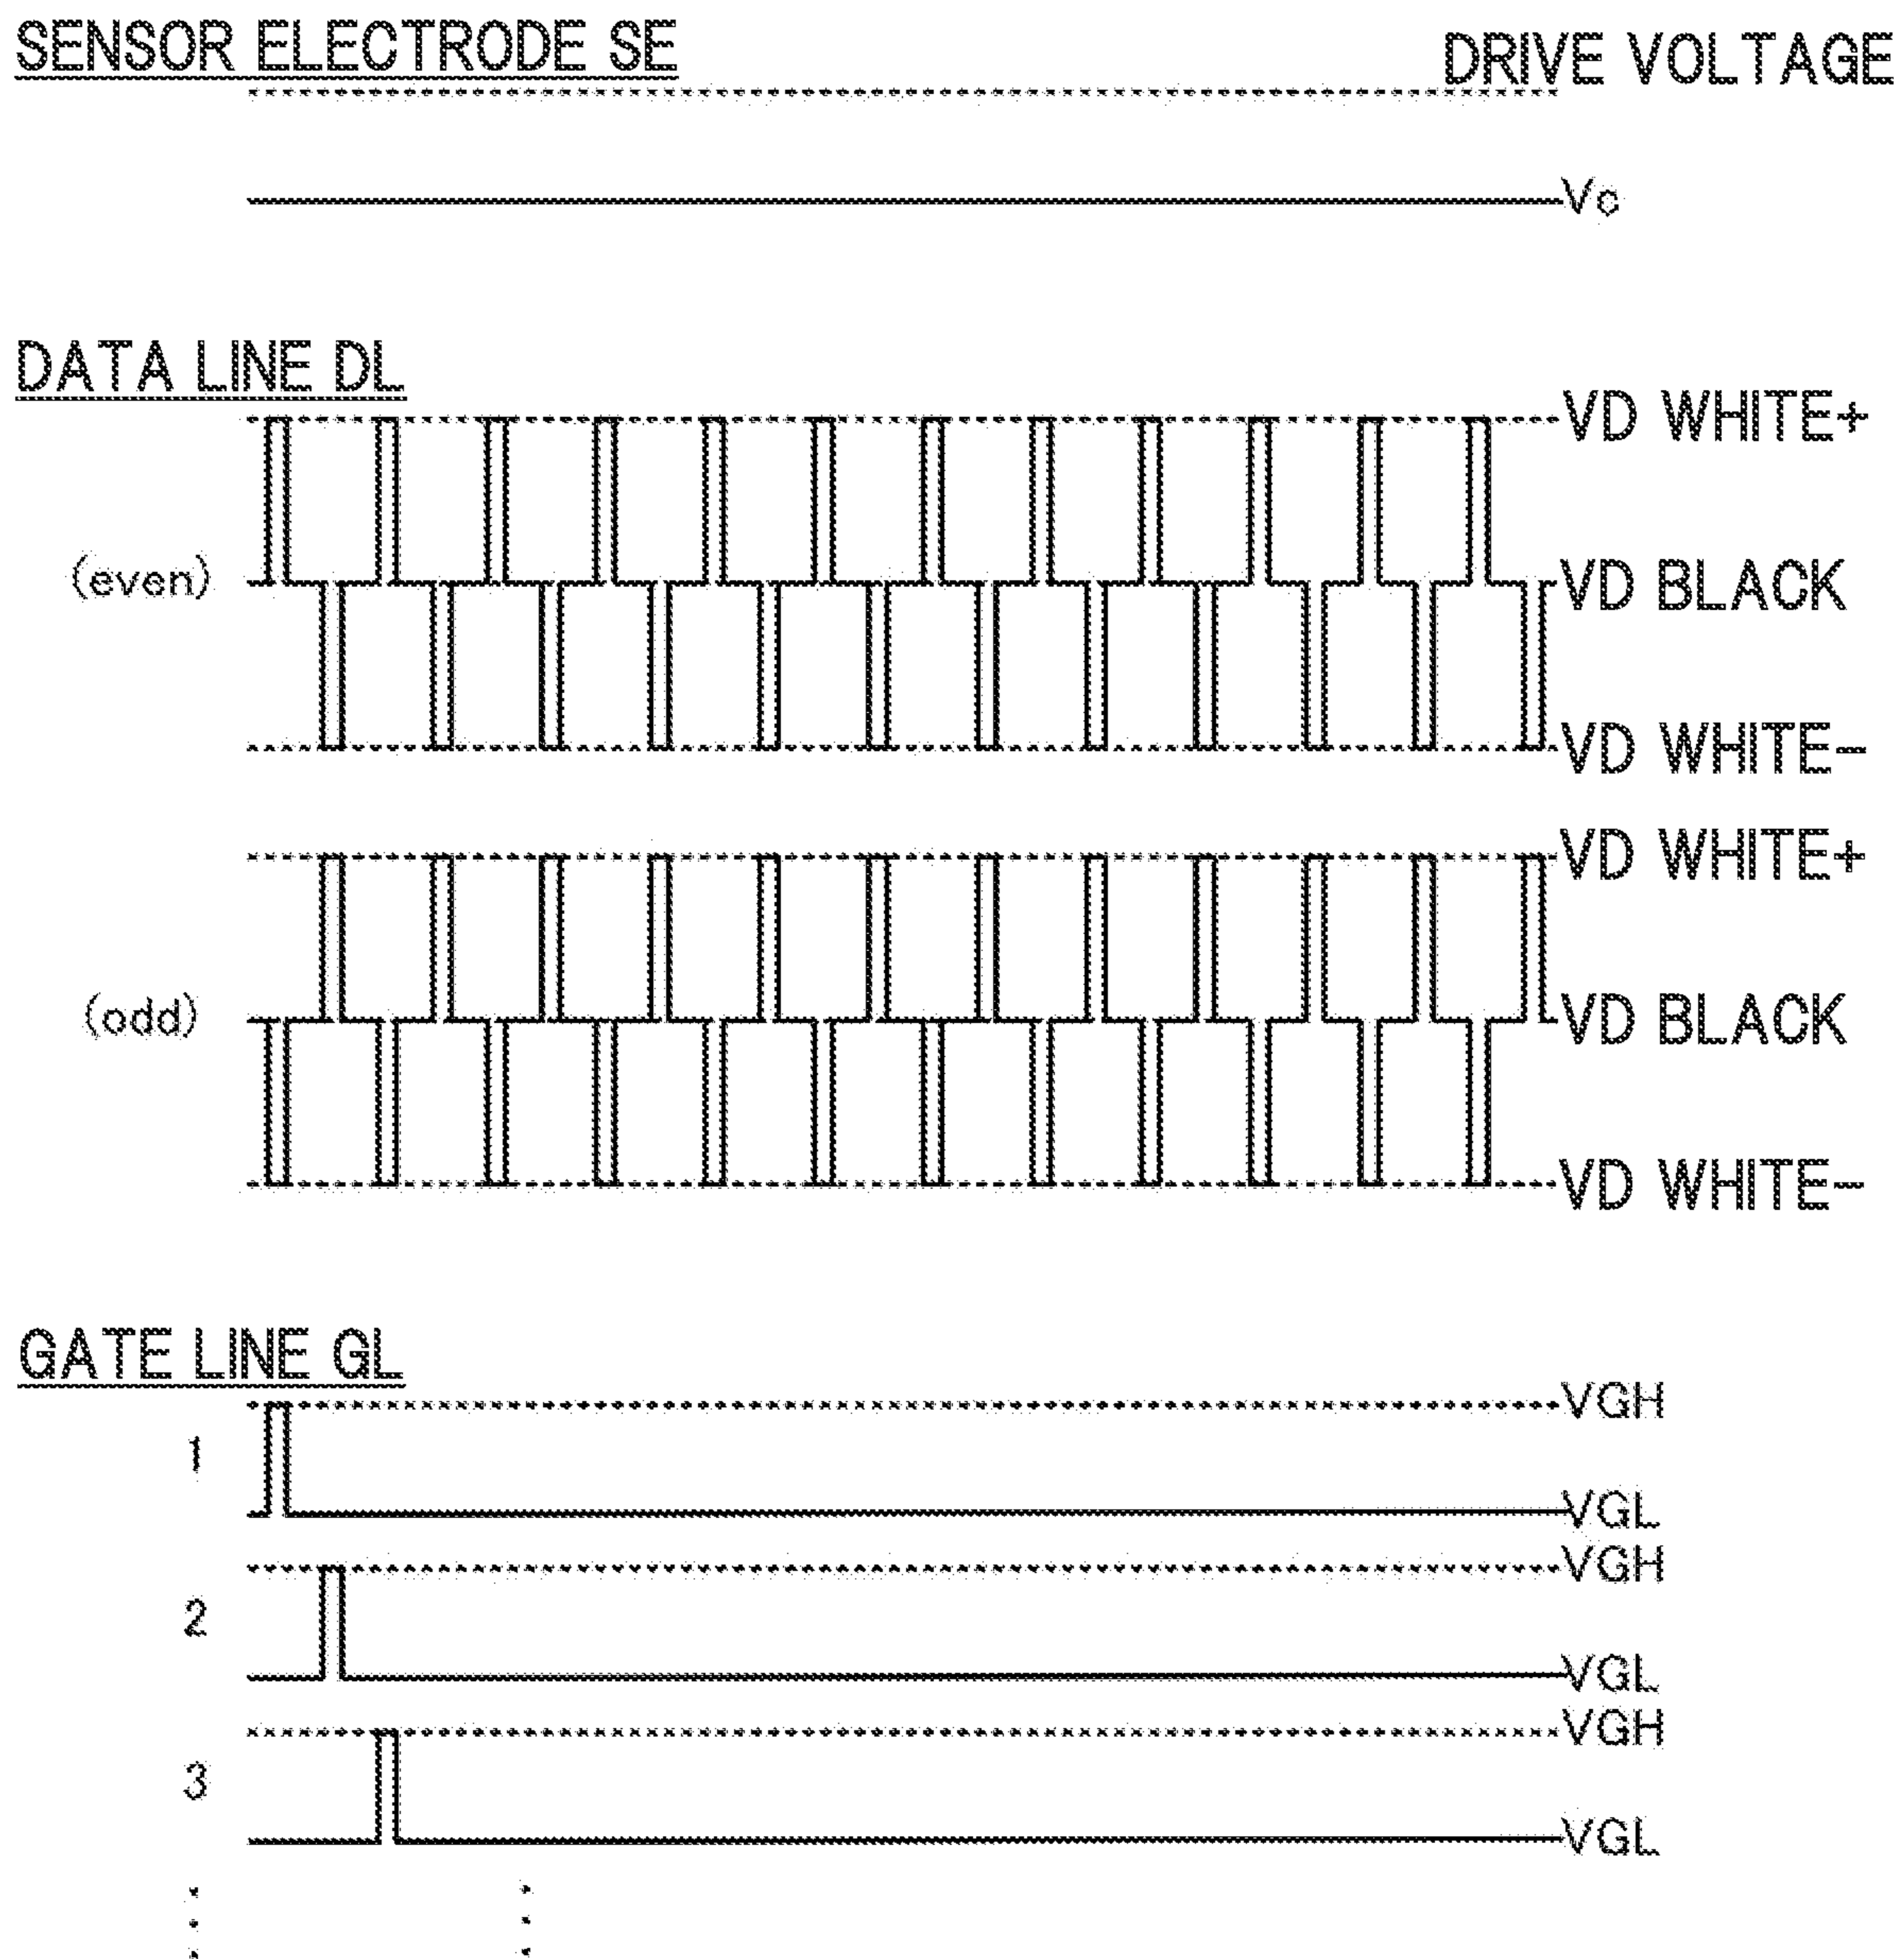 SENSOR ELECTRODE SE
DRIVE VOLTAGE
Vc
DATA LINE DL
VD WHITE+
(even)
VD BLACK
VD WHITE-
VD WHITE+
(odd)
VD BLACK
VD WHITE-
GATE LINE GL
VGH
1
VGL
VGH
2
VGL
VGH
3
VGL